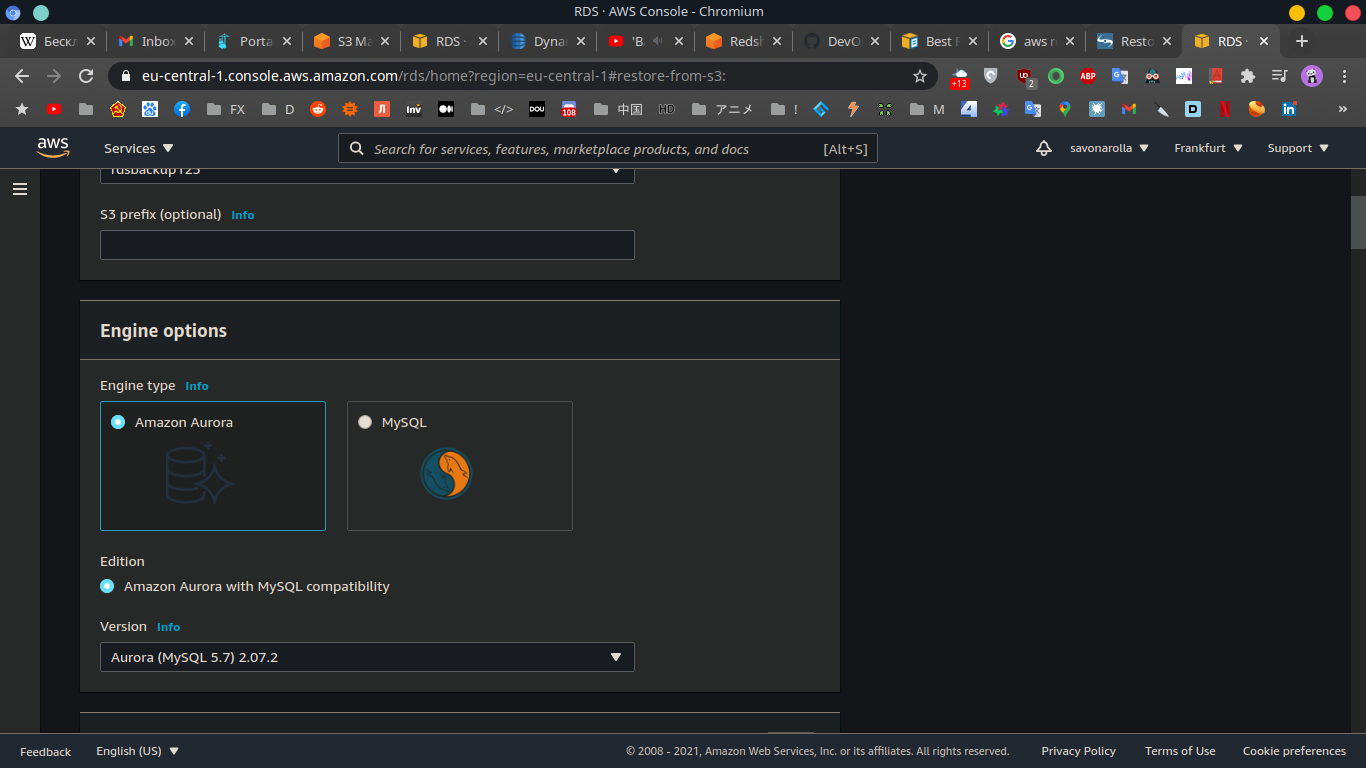 RDS · AWS Console - Chromium
Бескл
Inbox
Porta
S3 Ma
RDS ·
Dynar
'B
Redsh
DevO
Best F
aws r
Resto
RDS ·
eu-central-1.console.aws.amazon.com/rds/home?region=eu-central-1#restore-from-s3:
+13
2
ABP
FX
D
Л
Inv
</>
DOU
108
中国
HD
アニメ
!
M
D
in
»
aws
Services
Search for services, features, marketplace products, and docs
[Alt+S]
savonarolla
Frankfurt
Support
rdsbackup123
S3 prefix (optional) Info
Engine options
Engine type Info
Amazon Aurora
MySQL
Edition
Amazon Aurora with MySQL compatibility
Version Info
Aurora (MySQL 5.7) 2.07.2
Feedback
English (US)
© 2008 - 2021, Amazon Web Services, Inc. or its affiliates. All rights reserved.
Privacy Policy
Terms of Use
Cookie preferences